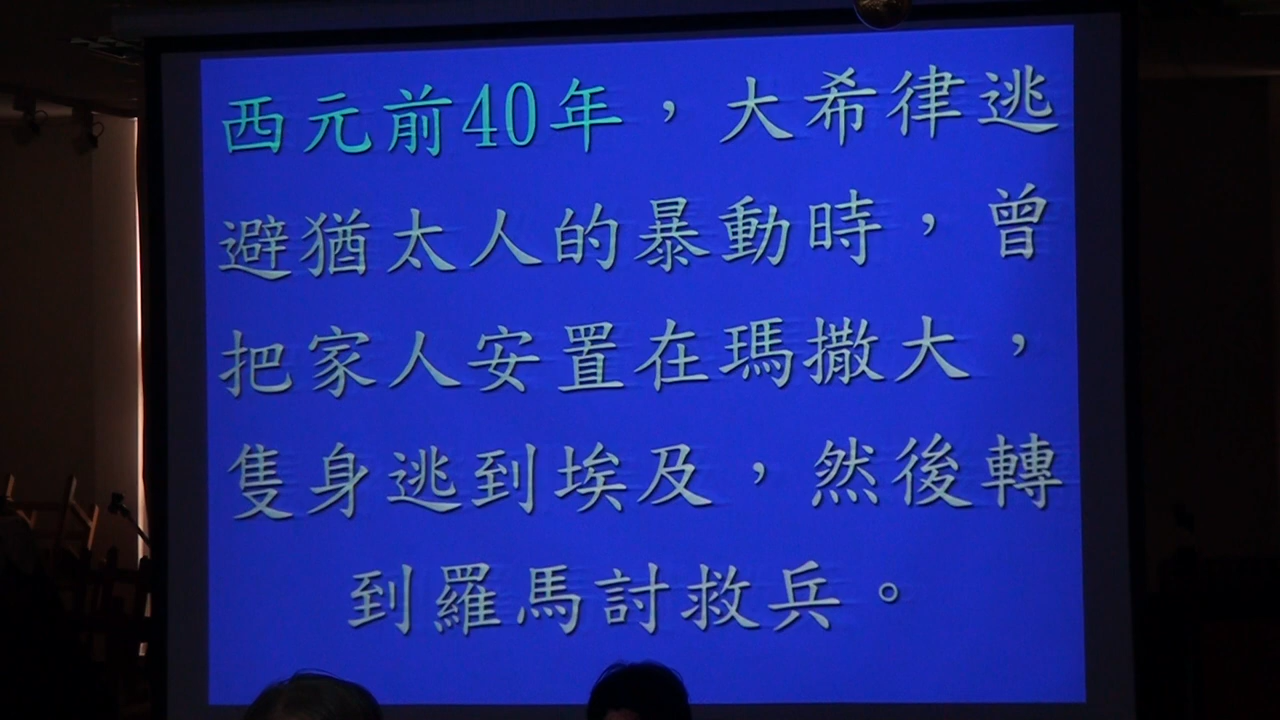 西元前40年，大希律逃
避猶太人的暴動時，曾
把家人安置在瑪撒大，
隻身逃到埃及，然後轉
到羅馬討救兵。